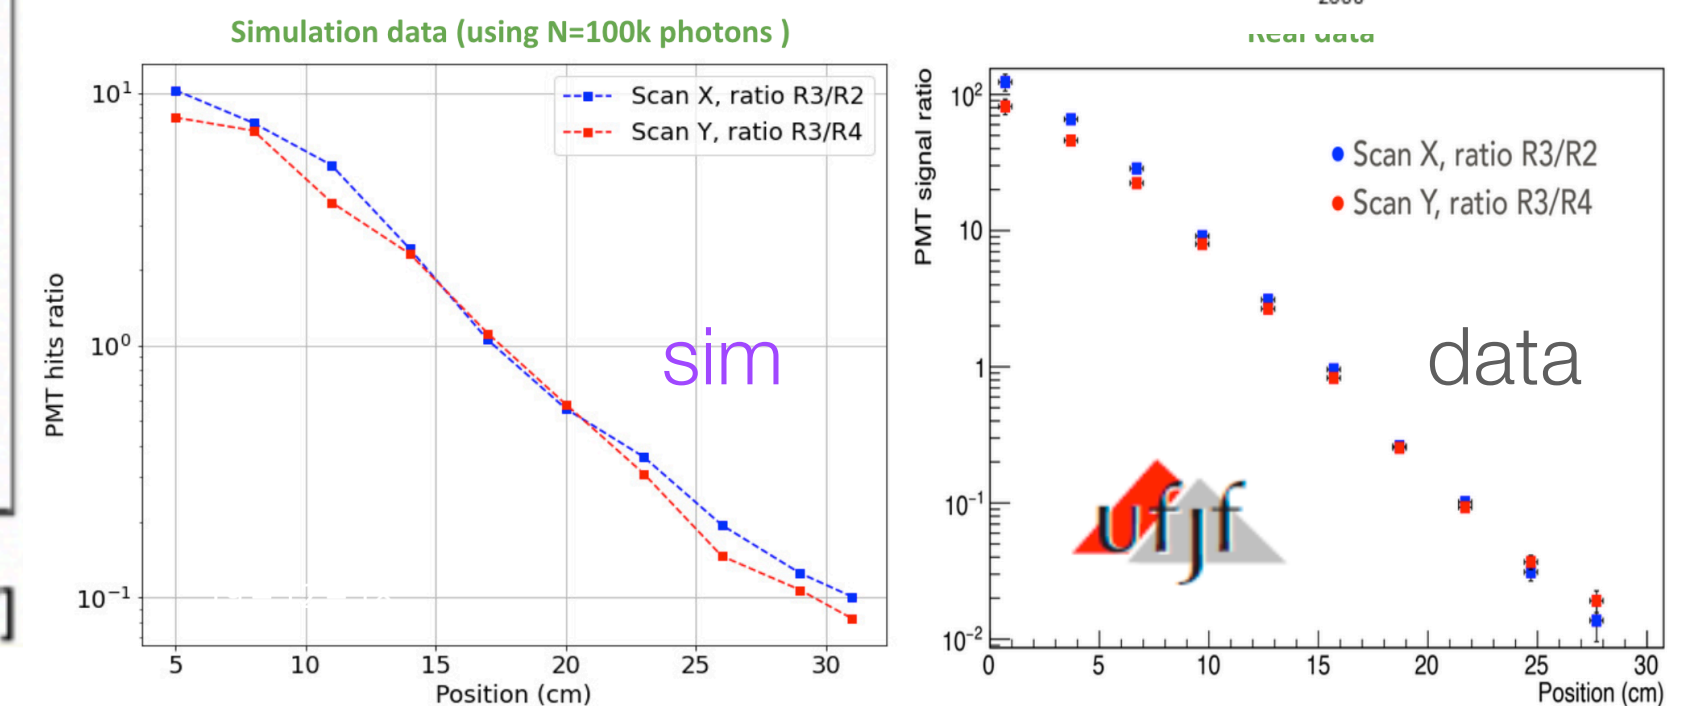 Simulation data (using N=100k photons )
Real data
PMT hits ratio
10¹
10⁰
10⁻¹
Scan X, ratio R3/R2
Scan Y, ratio R3/R4
sim
5 10 15 20 25 30
Position (cm)
PMT signal ratio
10²
10
1
10⁻¹
10⁻²
Scan X, ratio R3/R2
Scan Y, ratio R3/R4
data
ufjf
0 5 10 15 20 25 30
Position (cm)